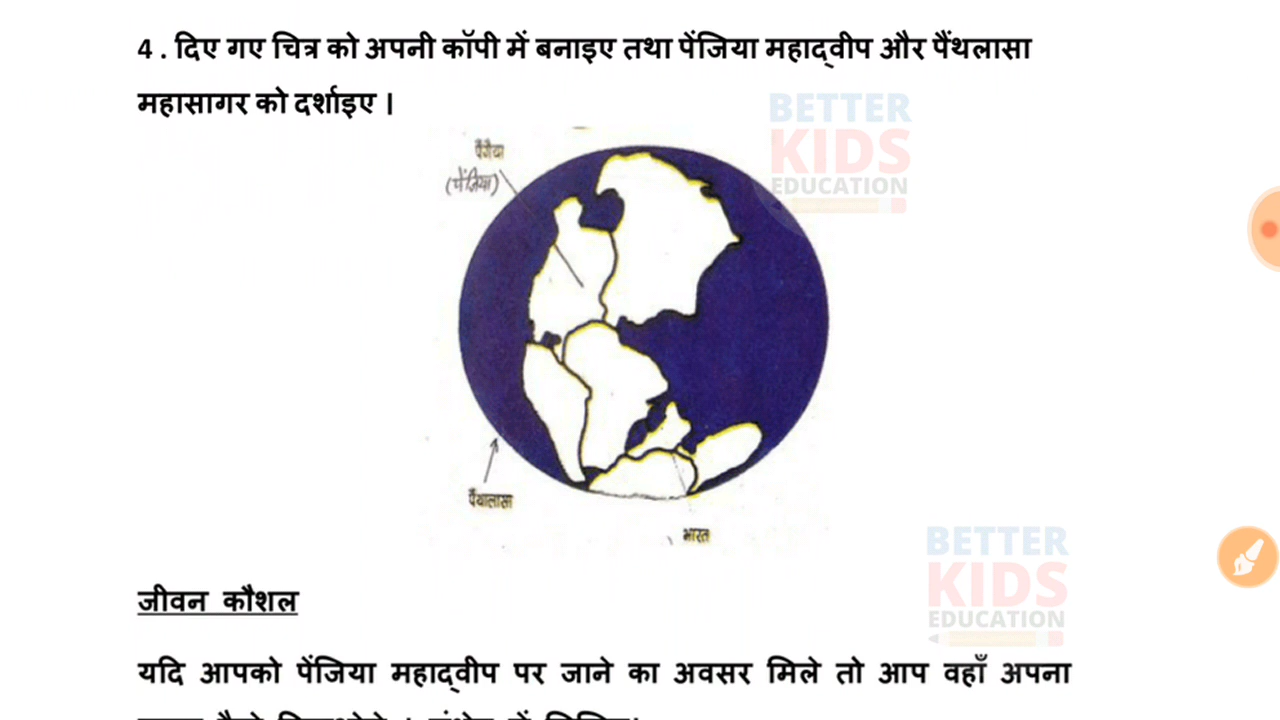 4 . दिए गए चित्र को अपनी कॉपी में बनाइए तथा पेंजिया महाद्वीप और पैंथलासा
महासागर को दर्शाइए ।
BETTER
KIDS
EDUCATION
पैंगैया
(पेंजिया)
पैंथालासा
भारत
BETTER
KIDS
EDUCATION
जीवन कौशल
यदि आपको पेंजिया महाद्वीप पर जाने का अवसर मिले तो आप वहाँ अपना